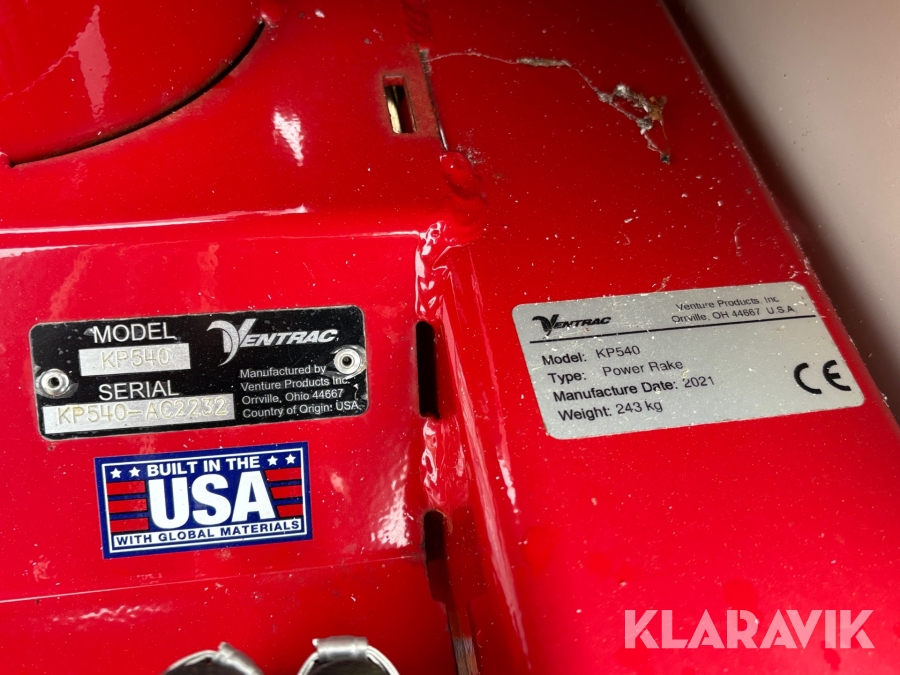 MODEL
KP540
SERIAL
KP540-AC2232
VENTRAC
Manufactured by
Venture Products Inc.
Orrville, Ohio 44667
Country of Origin: USA
BUILT IN THE
USA
WITH GLOBAL MATERIALS
VENTRAC
Venture Products, Inc
Orrville, OH 44667 U.S.A.
Model: KP540
Type: Power Rake
Manufacture Date: 2021
Weight: 243 kg
CE
KLARAVIK